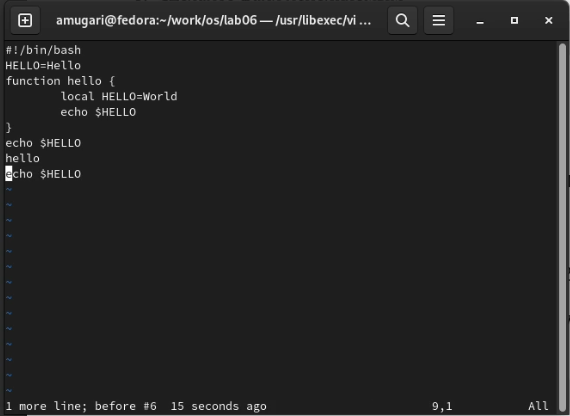 amugari@fedora:~/work/os/lab06 — /usr/libexec/vi ...
#!/bin/bash
HELLO=Hello
function hello {
        local HELLO=World
        echo $HELLO
}
echo $HELLO
hello
echo $HELLO
~
~
~
~
~
~
~
~
~
~
~
~
~
~
1 more line; before #6  15 seconds ago    9,1    All